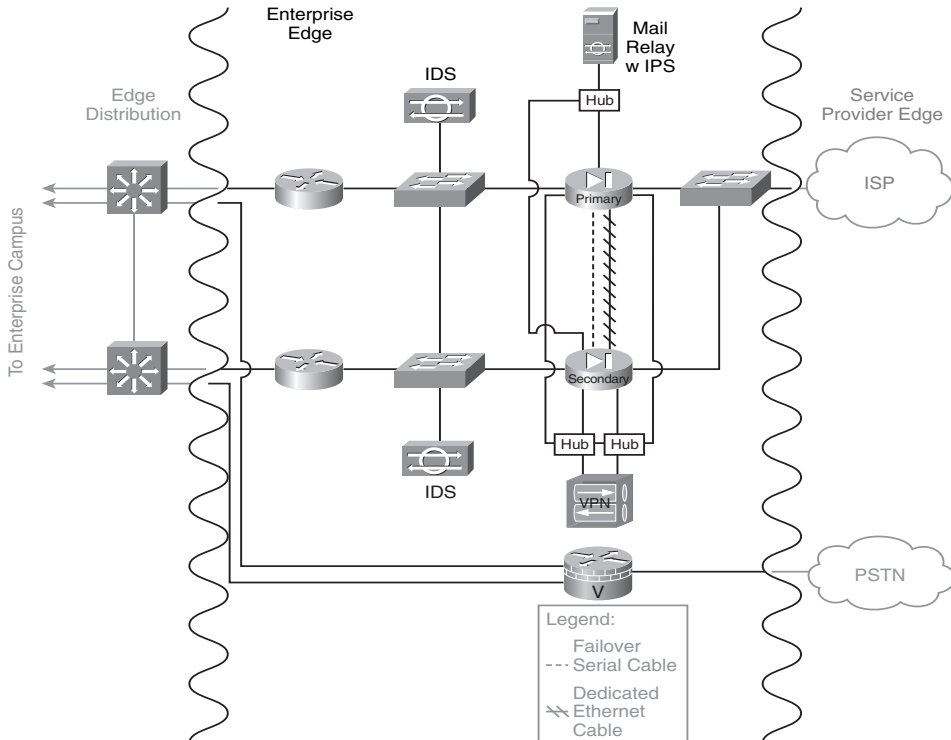 Enterprise
Edge
Mail
Relay
w IPS
IDS
Hub
Edge
Distribution
Service
Provider Edge
ISP
Primary
To Enterprise Campus
Secondary
Hub
Hub
IDS
VPN
PSTN
V
Legend:
Failover
Serial Cable
Dedicated
Ethernet
Cable